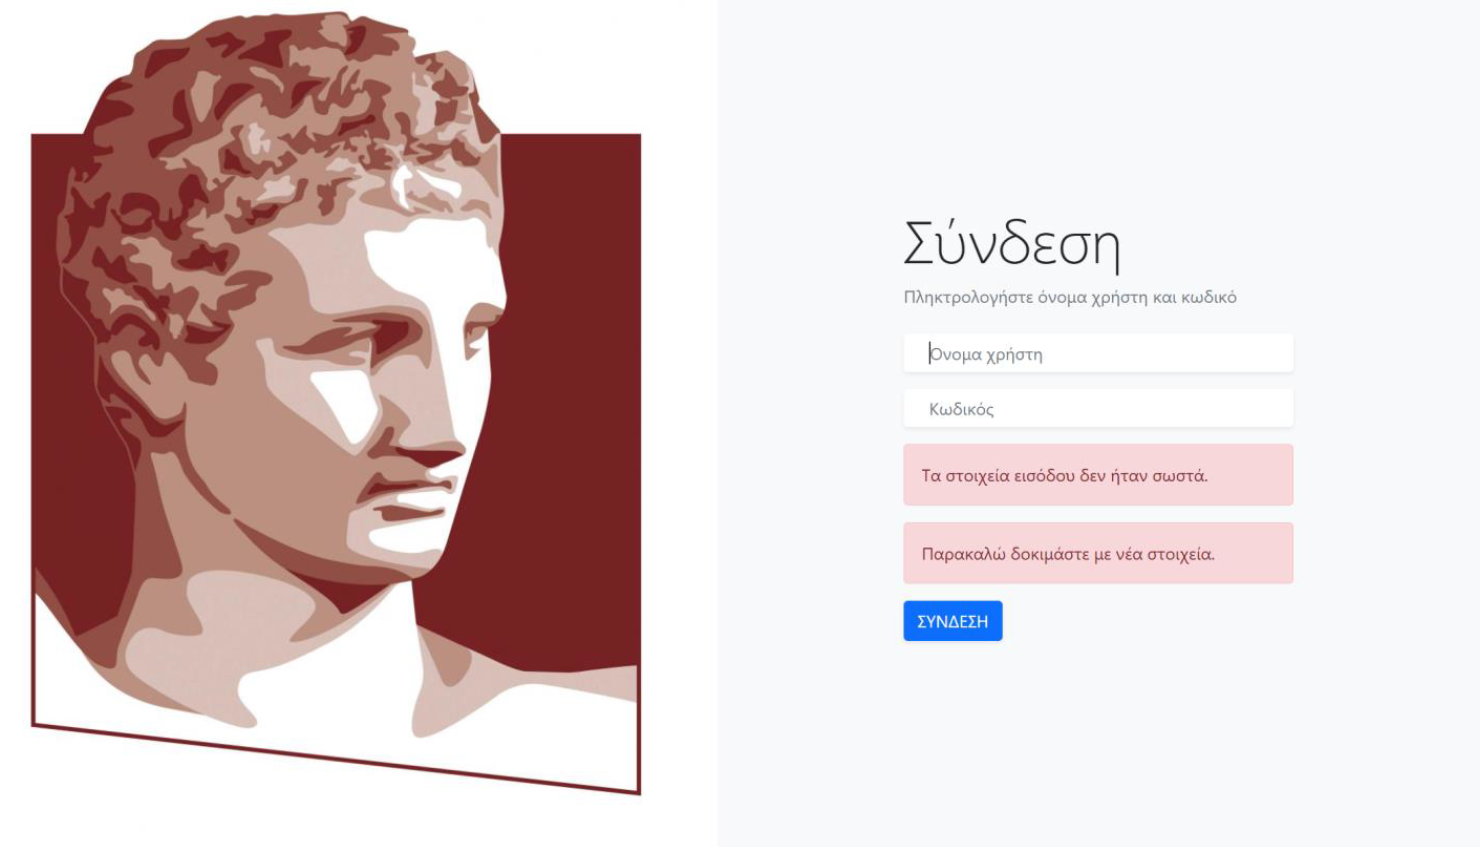 Σύνδεση
Πληκτρολογήστε όνομα χρήστη και κωδικό
Όνομα χρήστη
Κωδικός
Τα στοιχεία εισόδου δεν ήταν σωστά.
Παρακαλώ δοκιμάστε με νέα στοιχεία.
ΣΥΝΔΕΣΗ